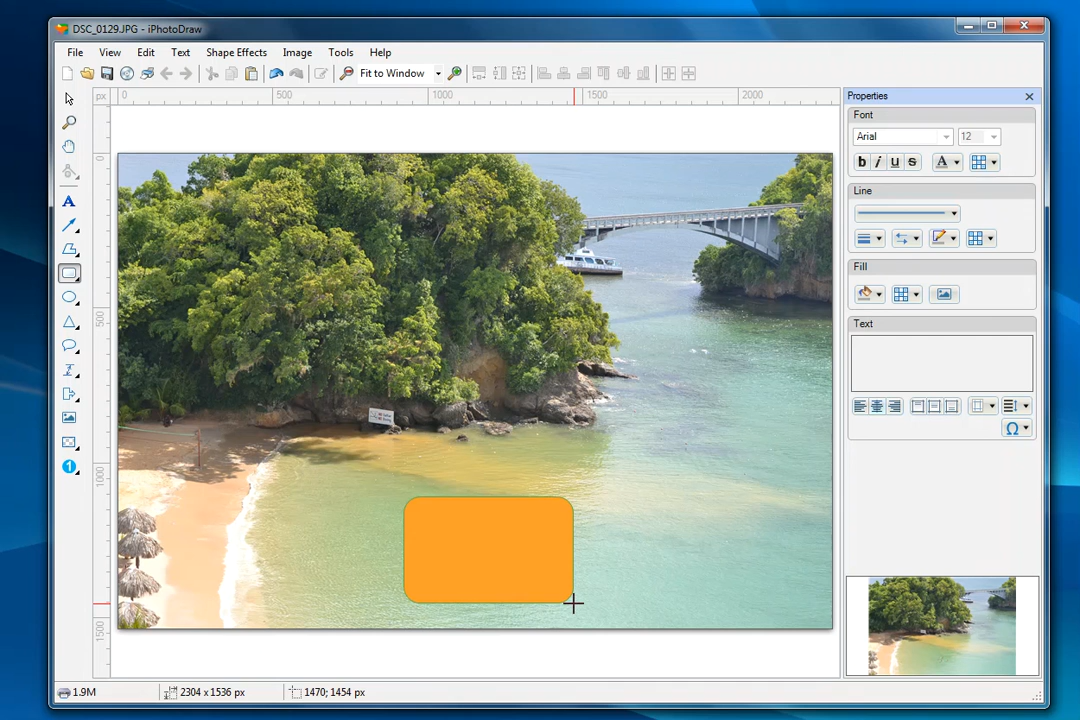 DSC_0129.JPG - iPhotoDraw
File View Edit Text Shape Effects Image Tools Help
Fit to Window
px 0 500 1000 1500 2000
0
500
1000
1500
A
1
Properties
Font
Arial 12
b i u s A
Line
Fill
Text
Ω
1.9M 2304 x 1536 px 1470; 1454 px